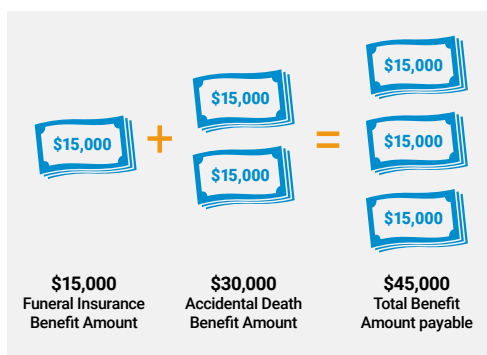 $15,000
+
$15,000
$15,000
=
$15,000
$15,000
$15,000
$15,000
Funeral Insurance
Benefit Amount
$30,000
Accidental Death
Benefit Amount
$45,000
Total Benefit
Amount payable